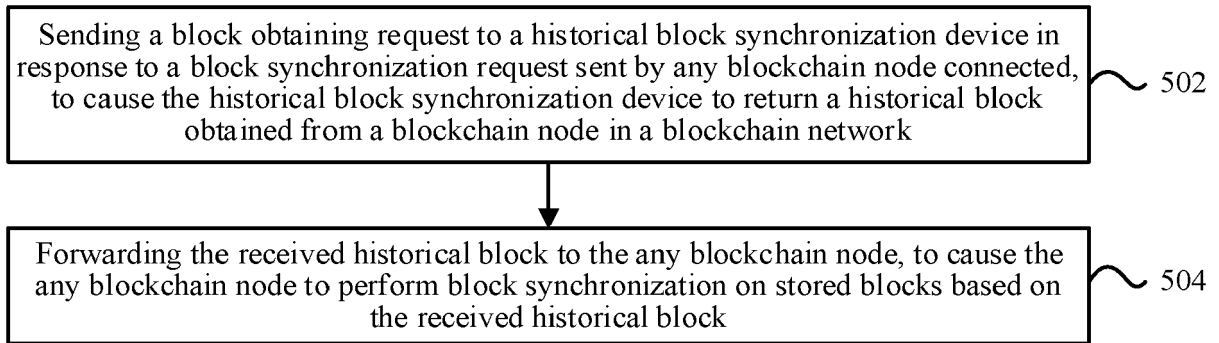 Sending a block obtaining request to a historical block synchronization device in
response to a block synchronization request sent by any blockchain node connected,
to cause the historical block synchronization device to return a historical block
obtained from a blockchain node in a blockchain network
502
Forwarding the received historical block to the any blockchain node, to cause the
any blockchain node to perform block synchronization on stored blocks based on
the received historical block
504